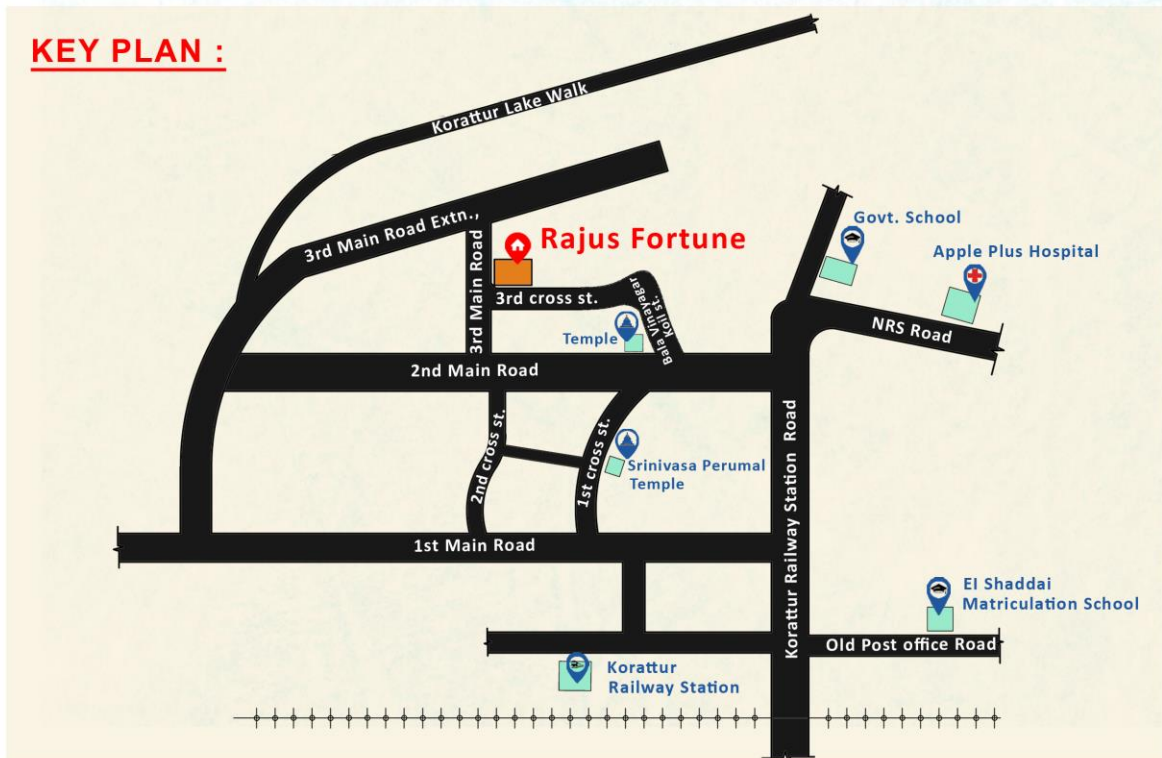 KEY PLAN :
Korattur Lake Walk
3rd Main Road Extn.,
Govt. School
Rajus Fortune
Apple Plus Hospital
3rd Main Road
3rd cross st.
Bala Vinayagar
Koil st.
NRS Road
Temple
2nd Main Road
2nd cross st.
1st cross st.
Srinivasa Perumal
Temple
Korattur Railway Station Road
1st Main Road
EI Shaddai
Matriculation School
Old Post office Road
Korattur
Railway Station